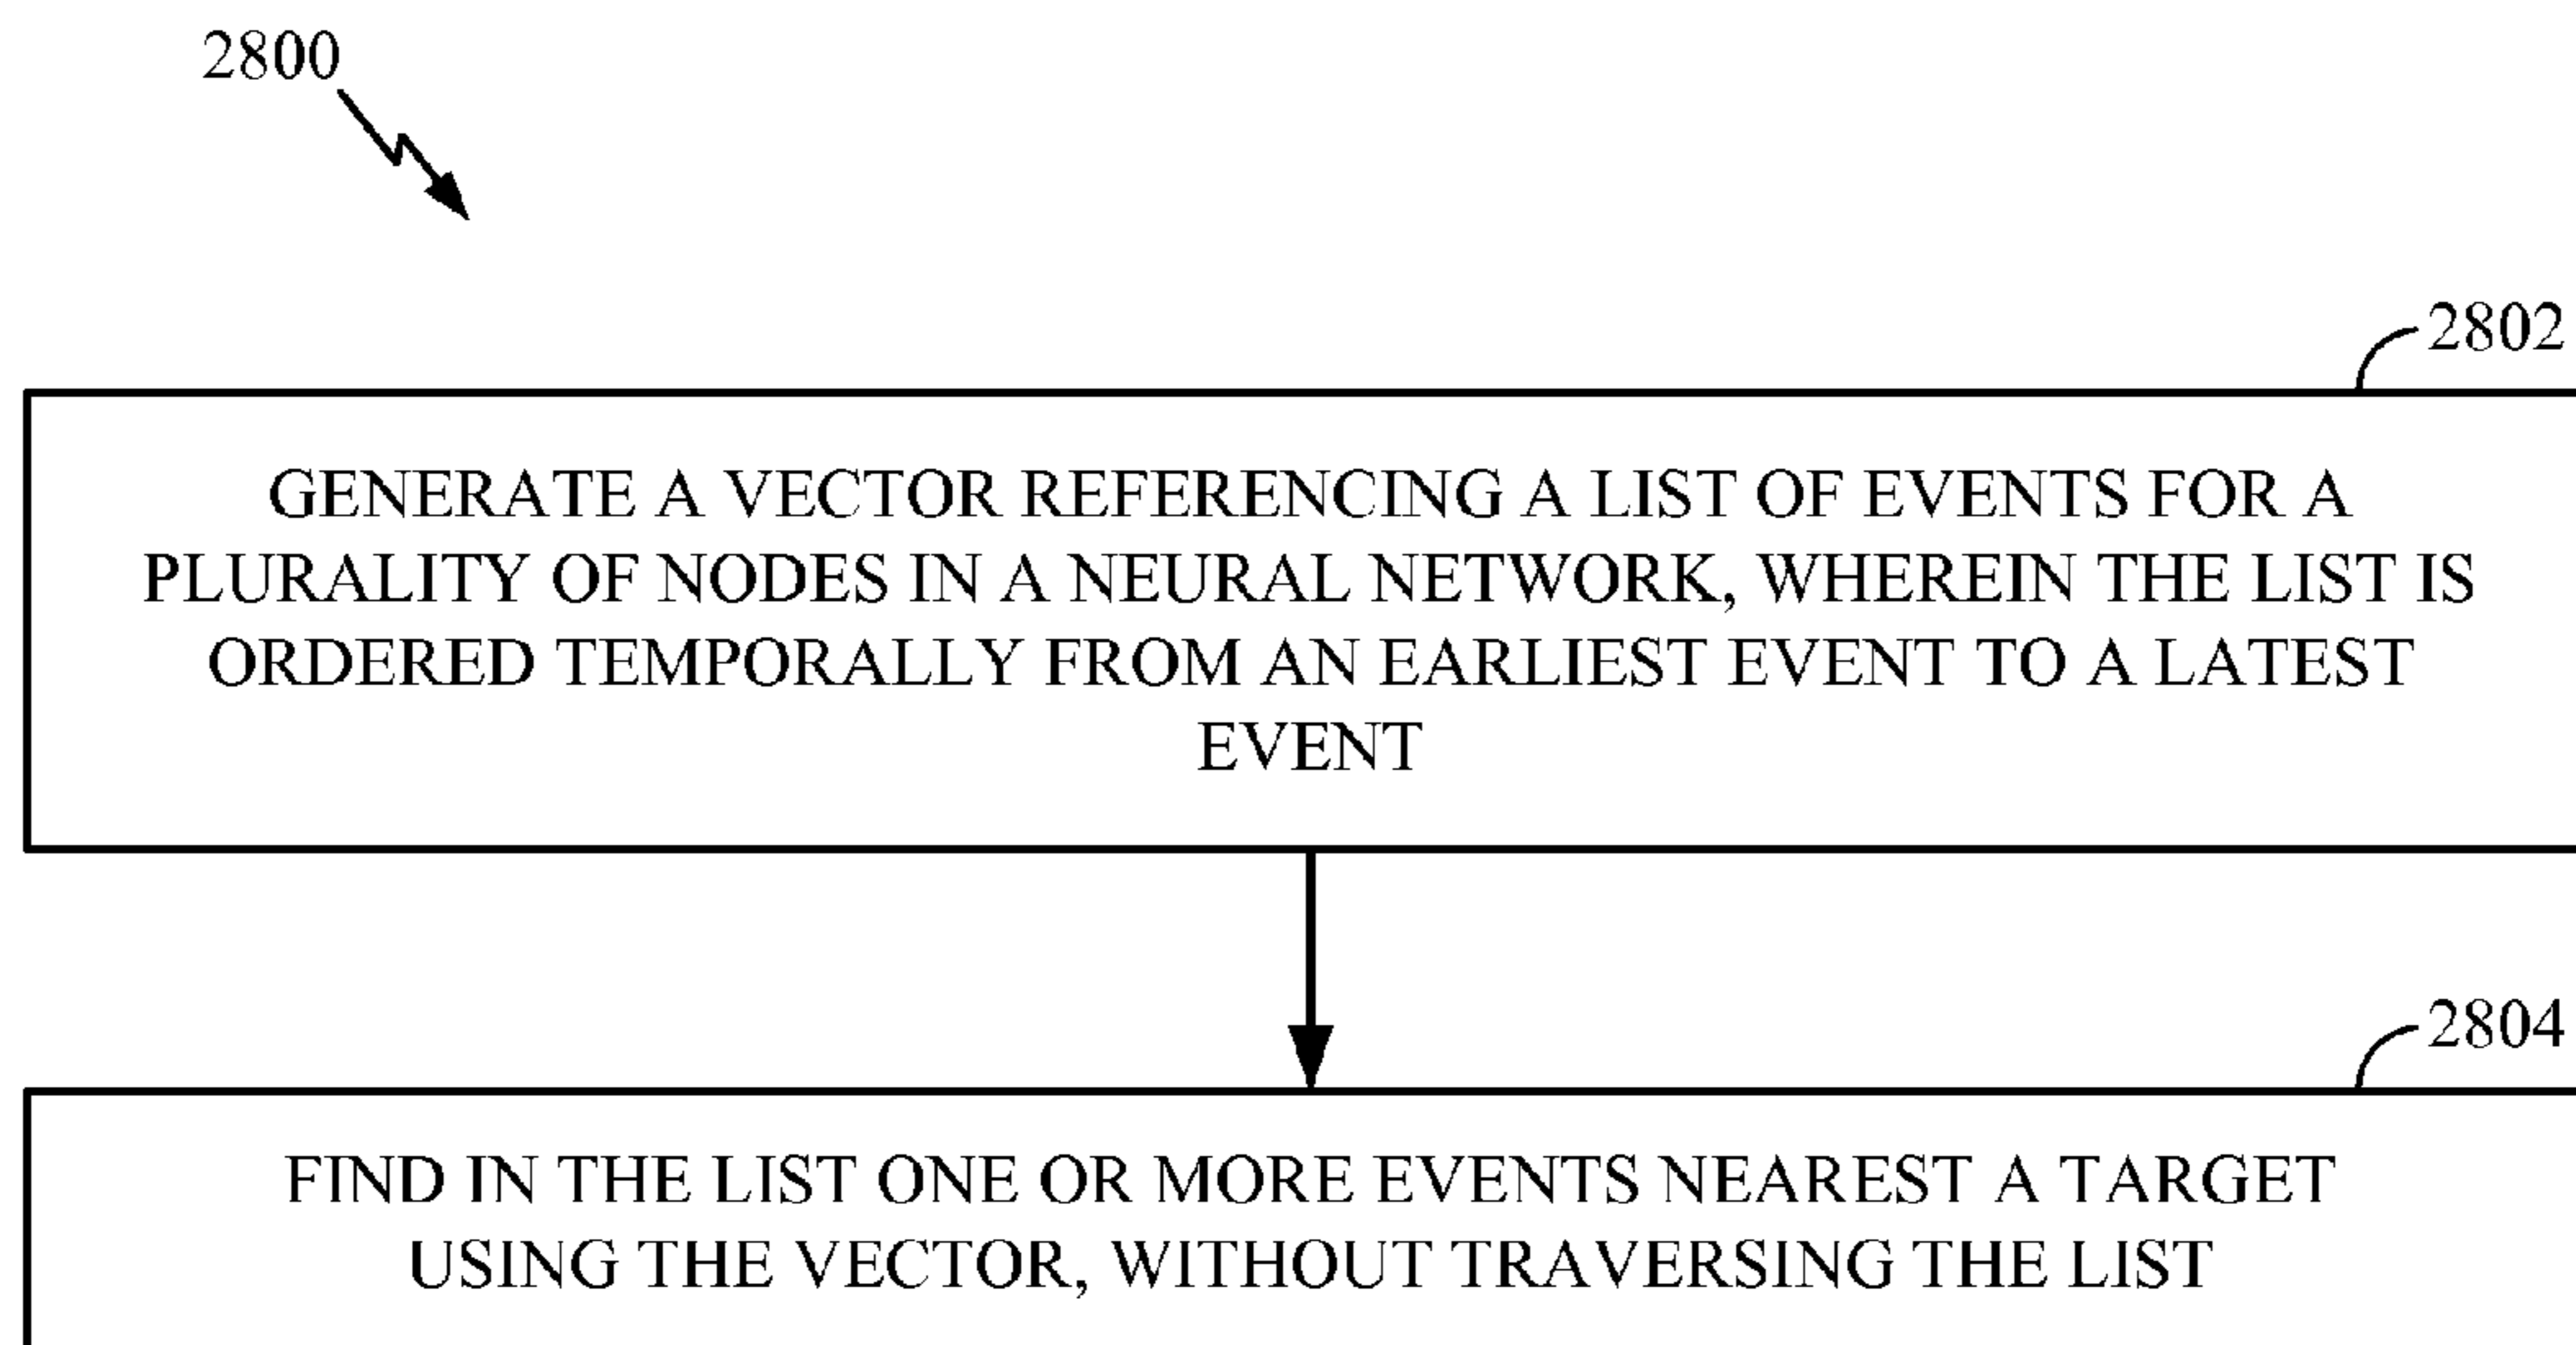 2800
2802
GENERATE A VECTOR REFERENCING A LIST OF EVENTS FOR A
PLURALITY OF NODES IN A NEURAL NETWORK, WHEREIN THE LIST IS
ORDERED TEMPORALLY FROM AN EARLIEST EVENT TO A LATEST
EVENT
2804
FIND IN THE LIST ONE OR MORE EVENTS NEAREST A TARGET
USING THE VECTOR, WITHOUT TRAVERSING THE LIST